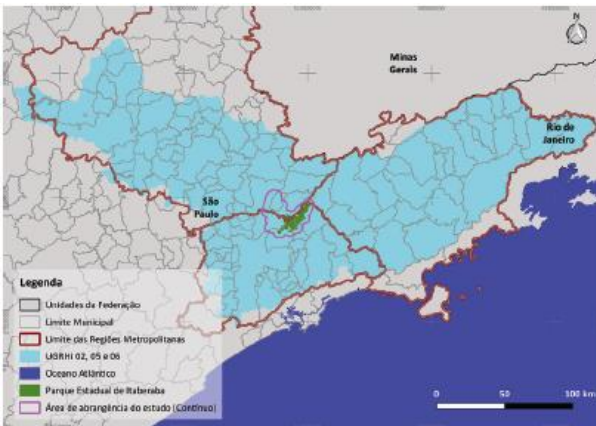 N
Minas
Gerais
Rio de
Janeiro
São
Paulo
Legenda
Unidades da Federação
Limite Municipal
Limite das Regiões Metropolitanas
UGRHI 02, 05 e 06
Oceano Atlântico
Parque Estadual de Itaberaba
Área de abrangência do estudo (Contínuo)
0 50 100 km